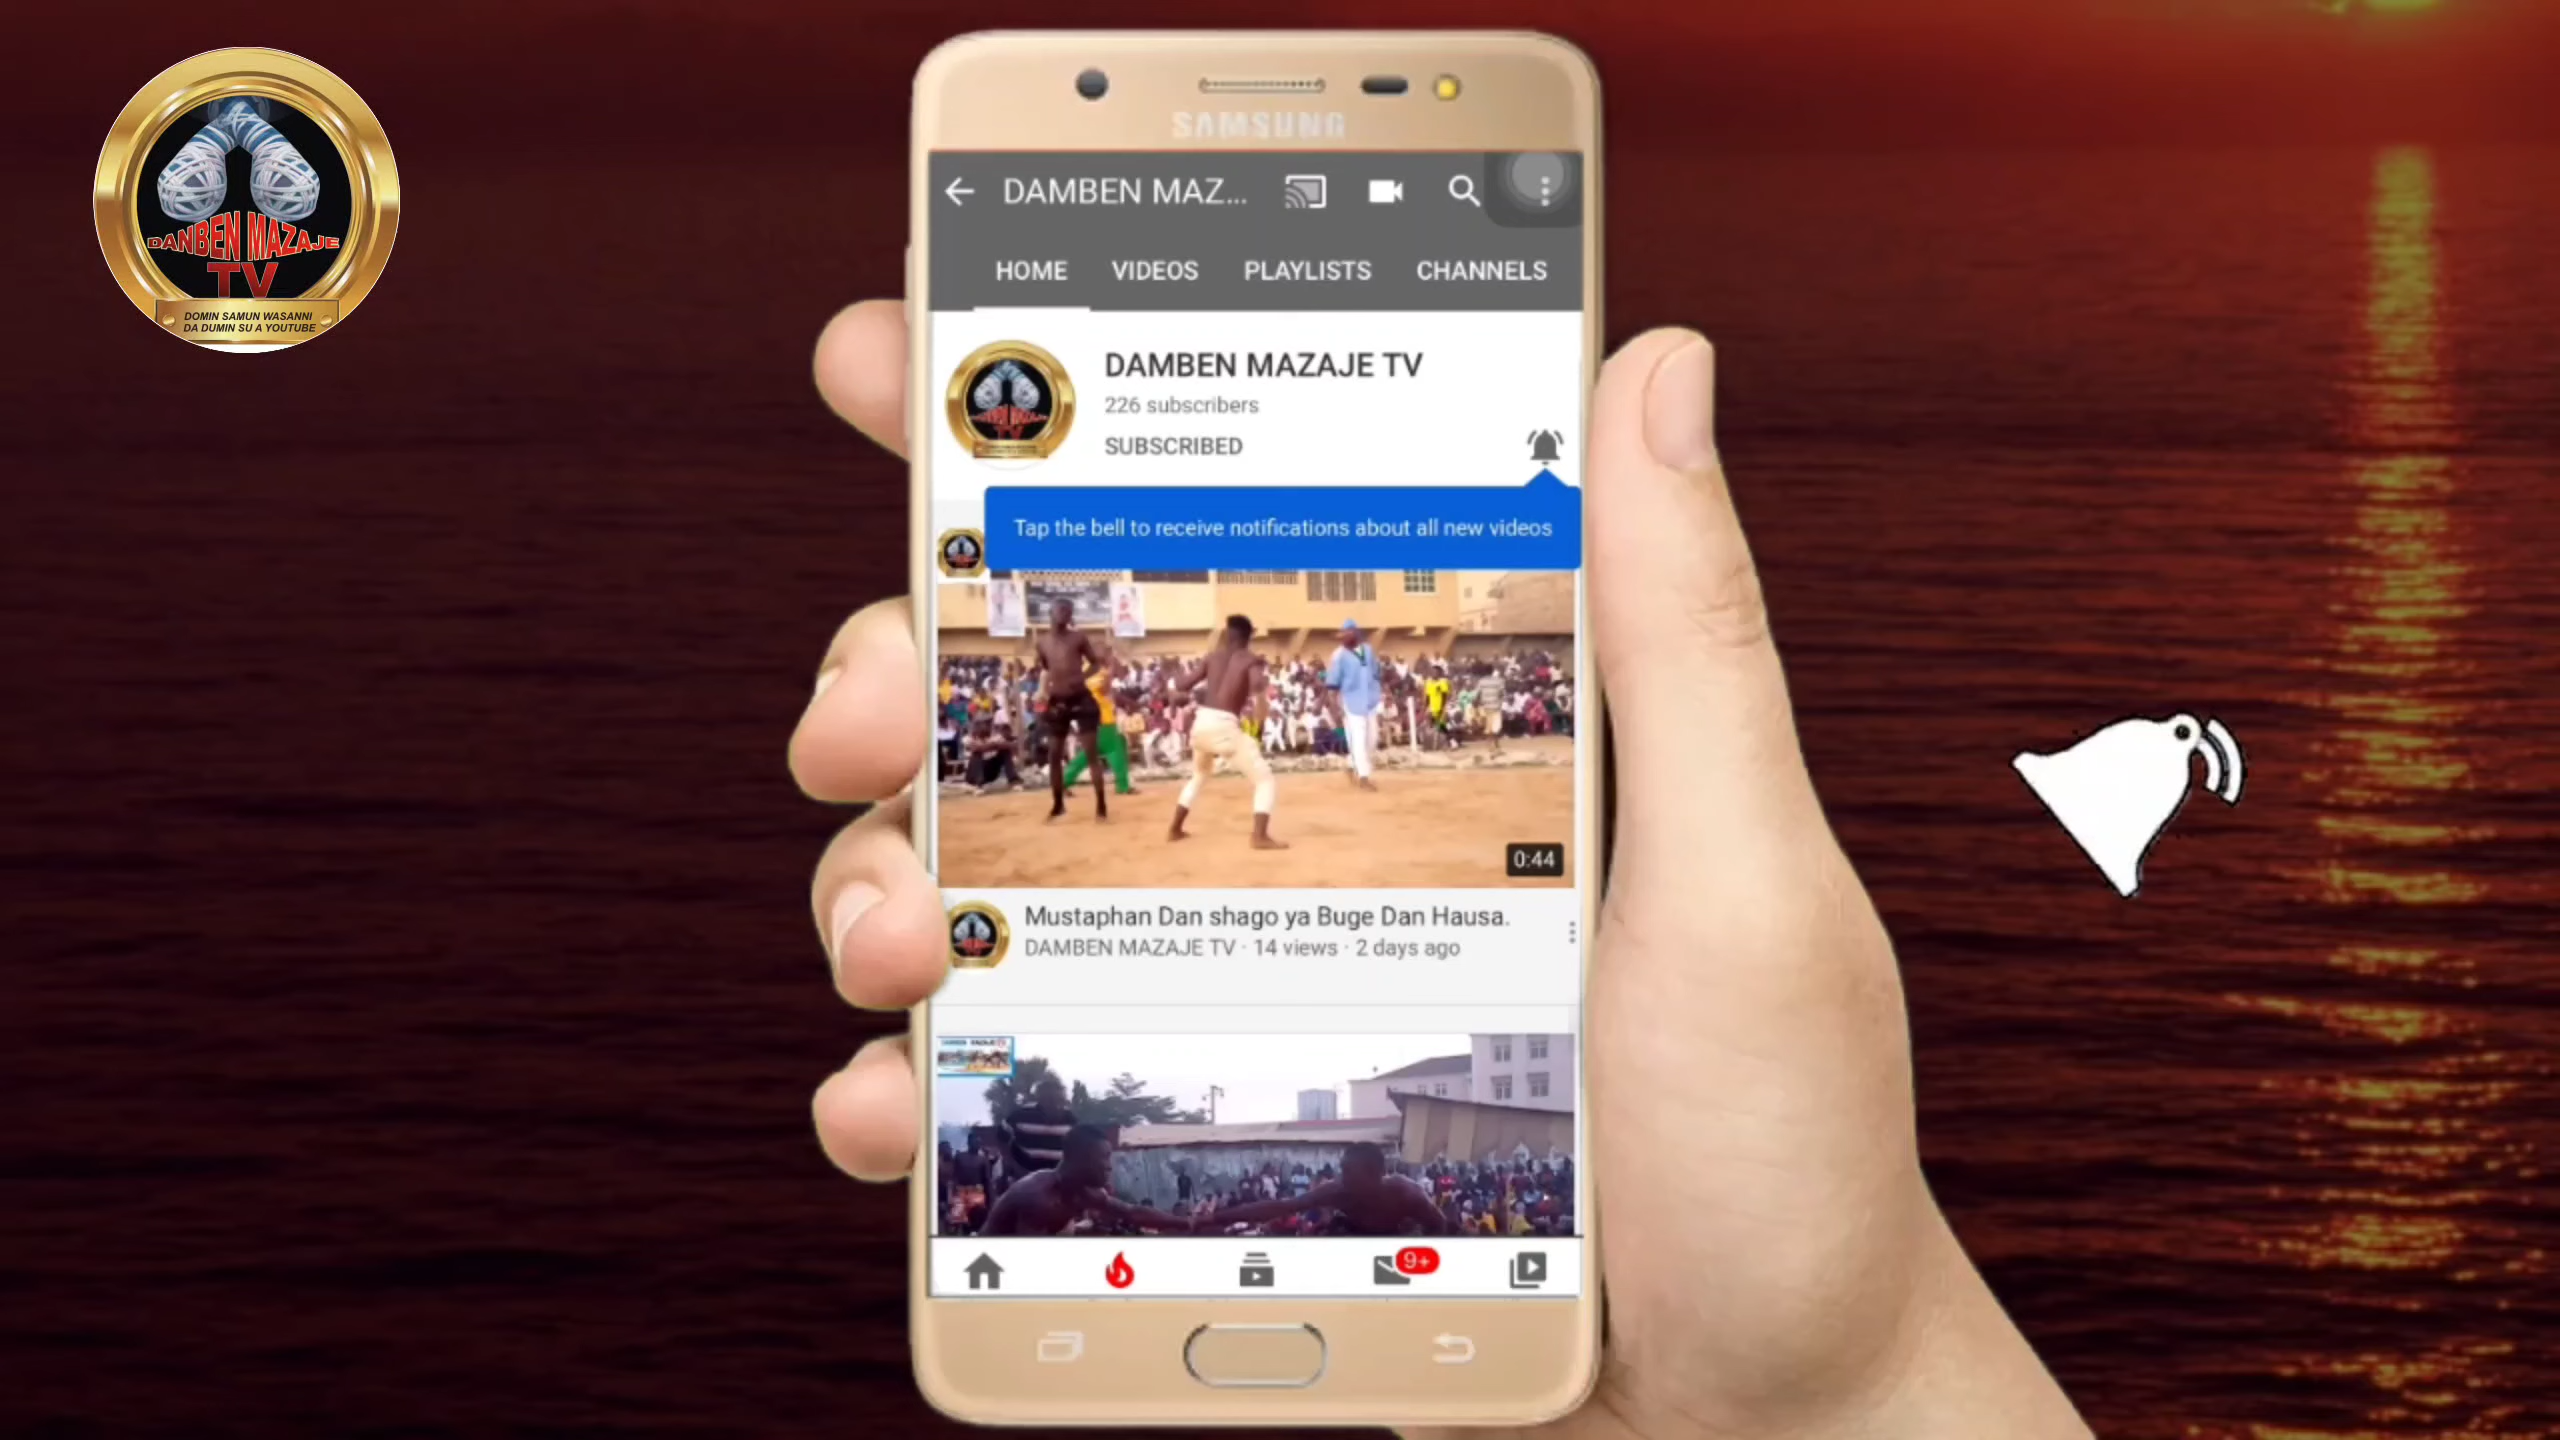 DANBEN MAZAJE
TV
DOMIN SAMUN WASANNI
DA DUMIN SU A YOUTUBE
SAMSUNG
DAMBEN MAZ...
HOME VIDEOS PLAYLISTS CHANNELS
DAMBEN MAZAJE TV
226 subscribers
SUBSCRIBED
Tap the bell to receive notifications about all new videos
0:44
Mustaphan Dan shago ya Buge Dan Hausa.
DAMBEN MAZAJE TV · 14 views · 2 days ago
9+